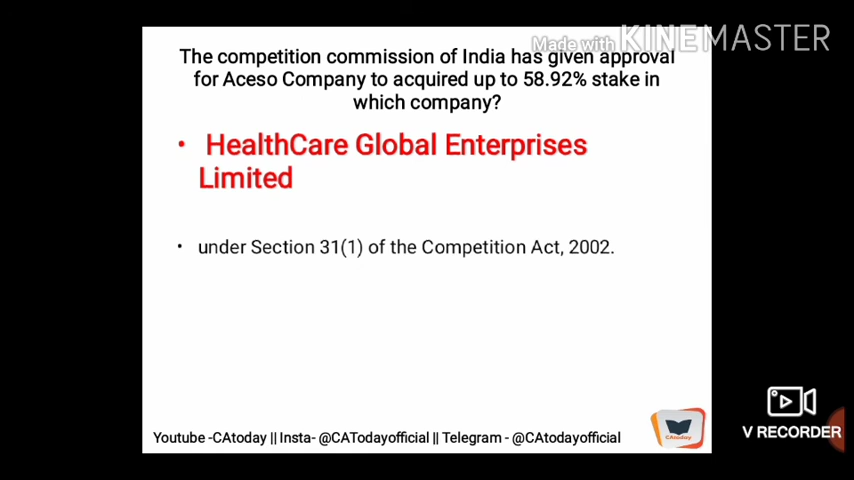 Made with KINEMASTER
The competition commission of India has given approval
for Aceso Company to acquired up to 58.92% stake in
which company?
• HealthCare Global Enterprises
Limited
• under Section 31(1) of the Competition Act, 2002.
Youtube -CAtoday || Insta- @CATodayofficial || Telegram - @CAtodayofficial
CAtoday
V RECORDER